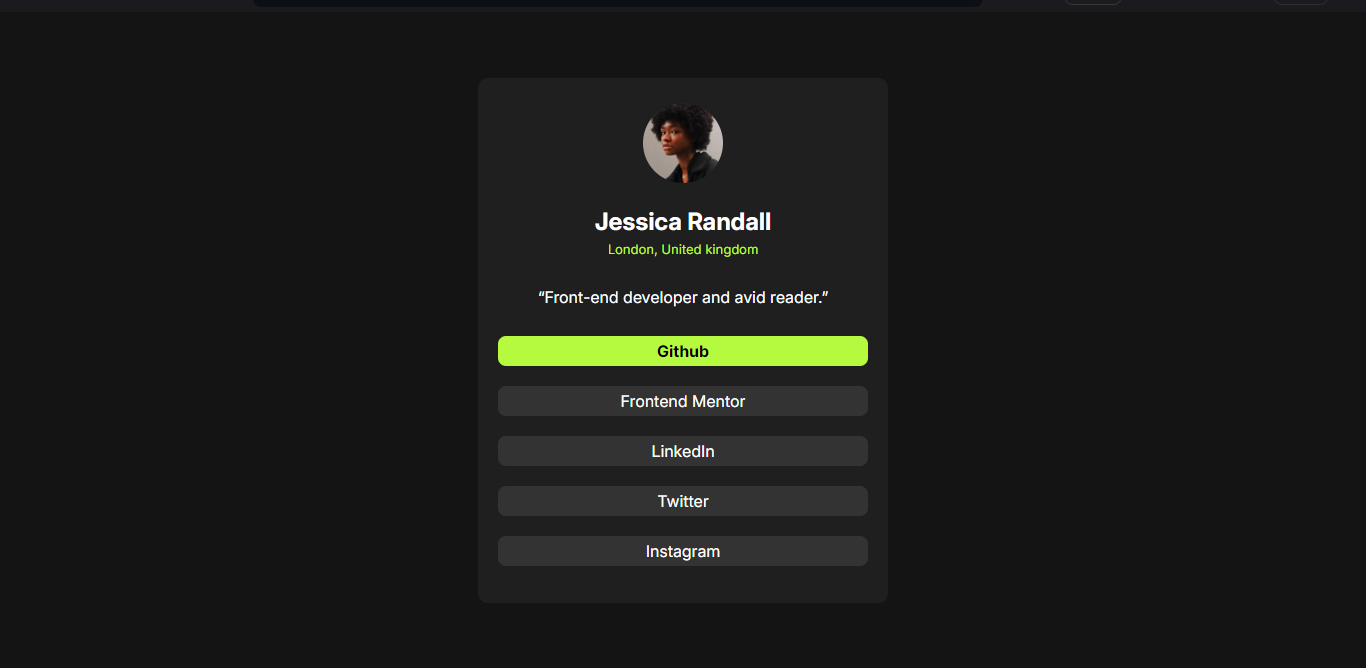 Jessica Randall
London, United kingdom
“Front-end developer and avid reader.”
Github
Frontend Mentor
LinkedIn
Twitter
Instagram